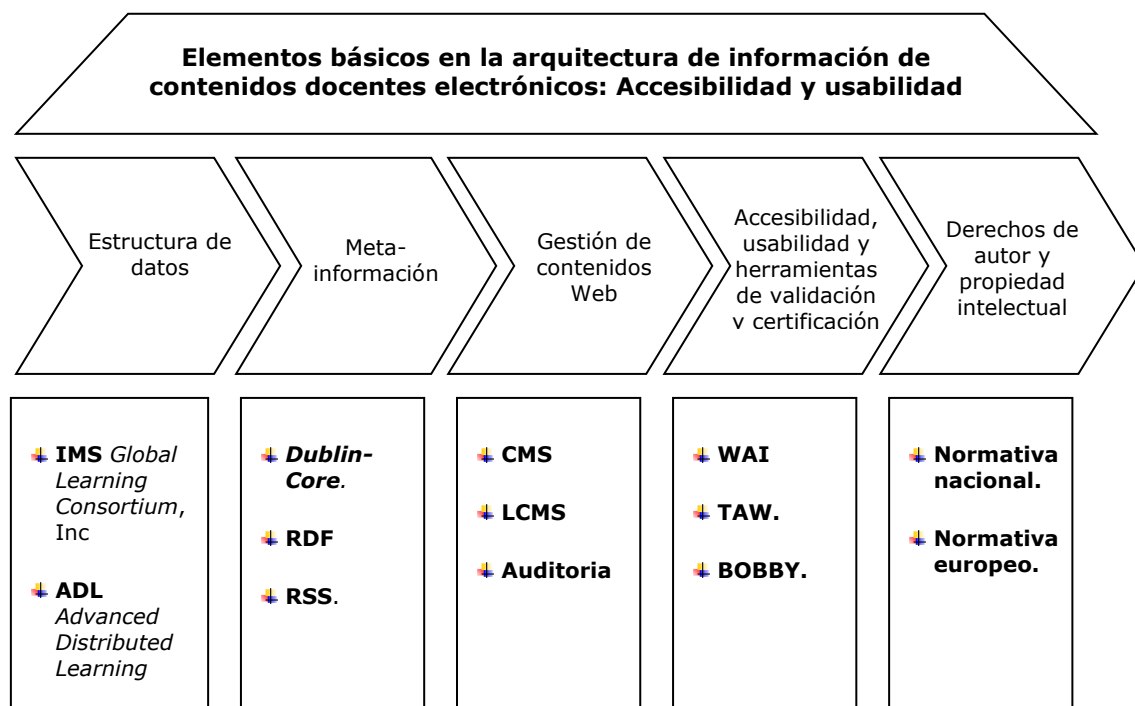 Elementos básicos en la arquitectura de información de
contenidos docentes electrónicos: Accesibilidad y usabilidad
Estructura de
datos
Meta-
información
Gestión de
contenidos
Web
Accesibilidad,
usabilidad y
herramientas
de validación
y certificación
Derechos de
autor y
propiedad
intelectual
IMS Global
Learning
Consortium,
Inc
ADL
Advanced
Distributed
Learning
Dublin-
Core.
RDF
RSS.
CMS
LCMS
Auditoria
WAI
TAW.
BOBBY.
Normativa
nacional.
Normativa
europeo.